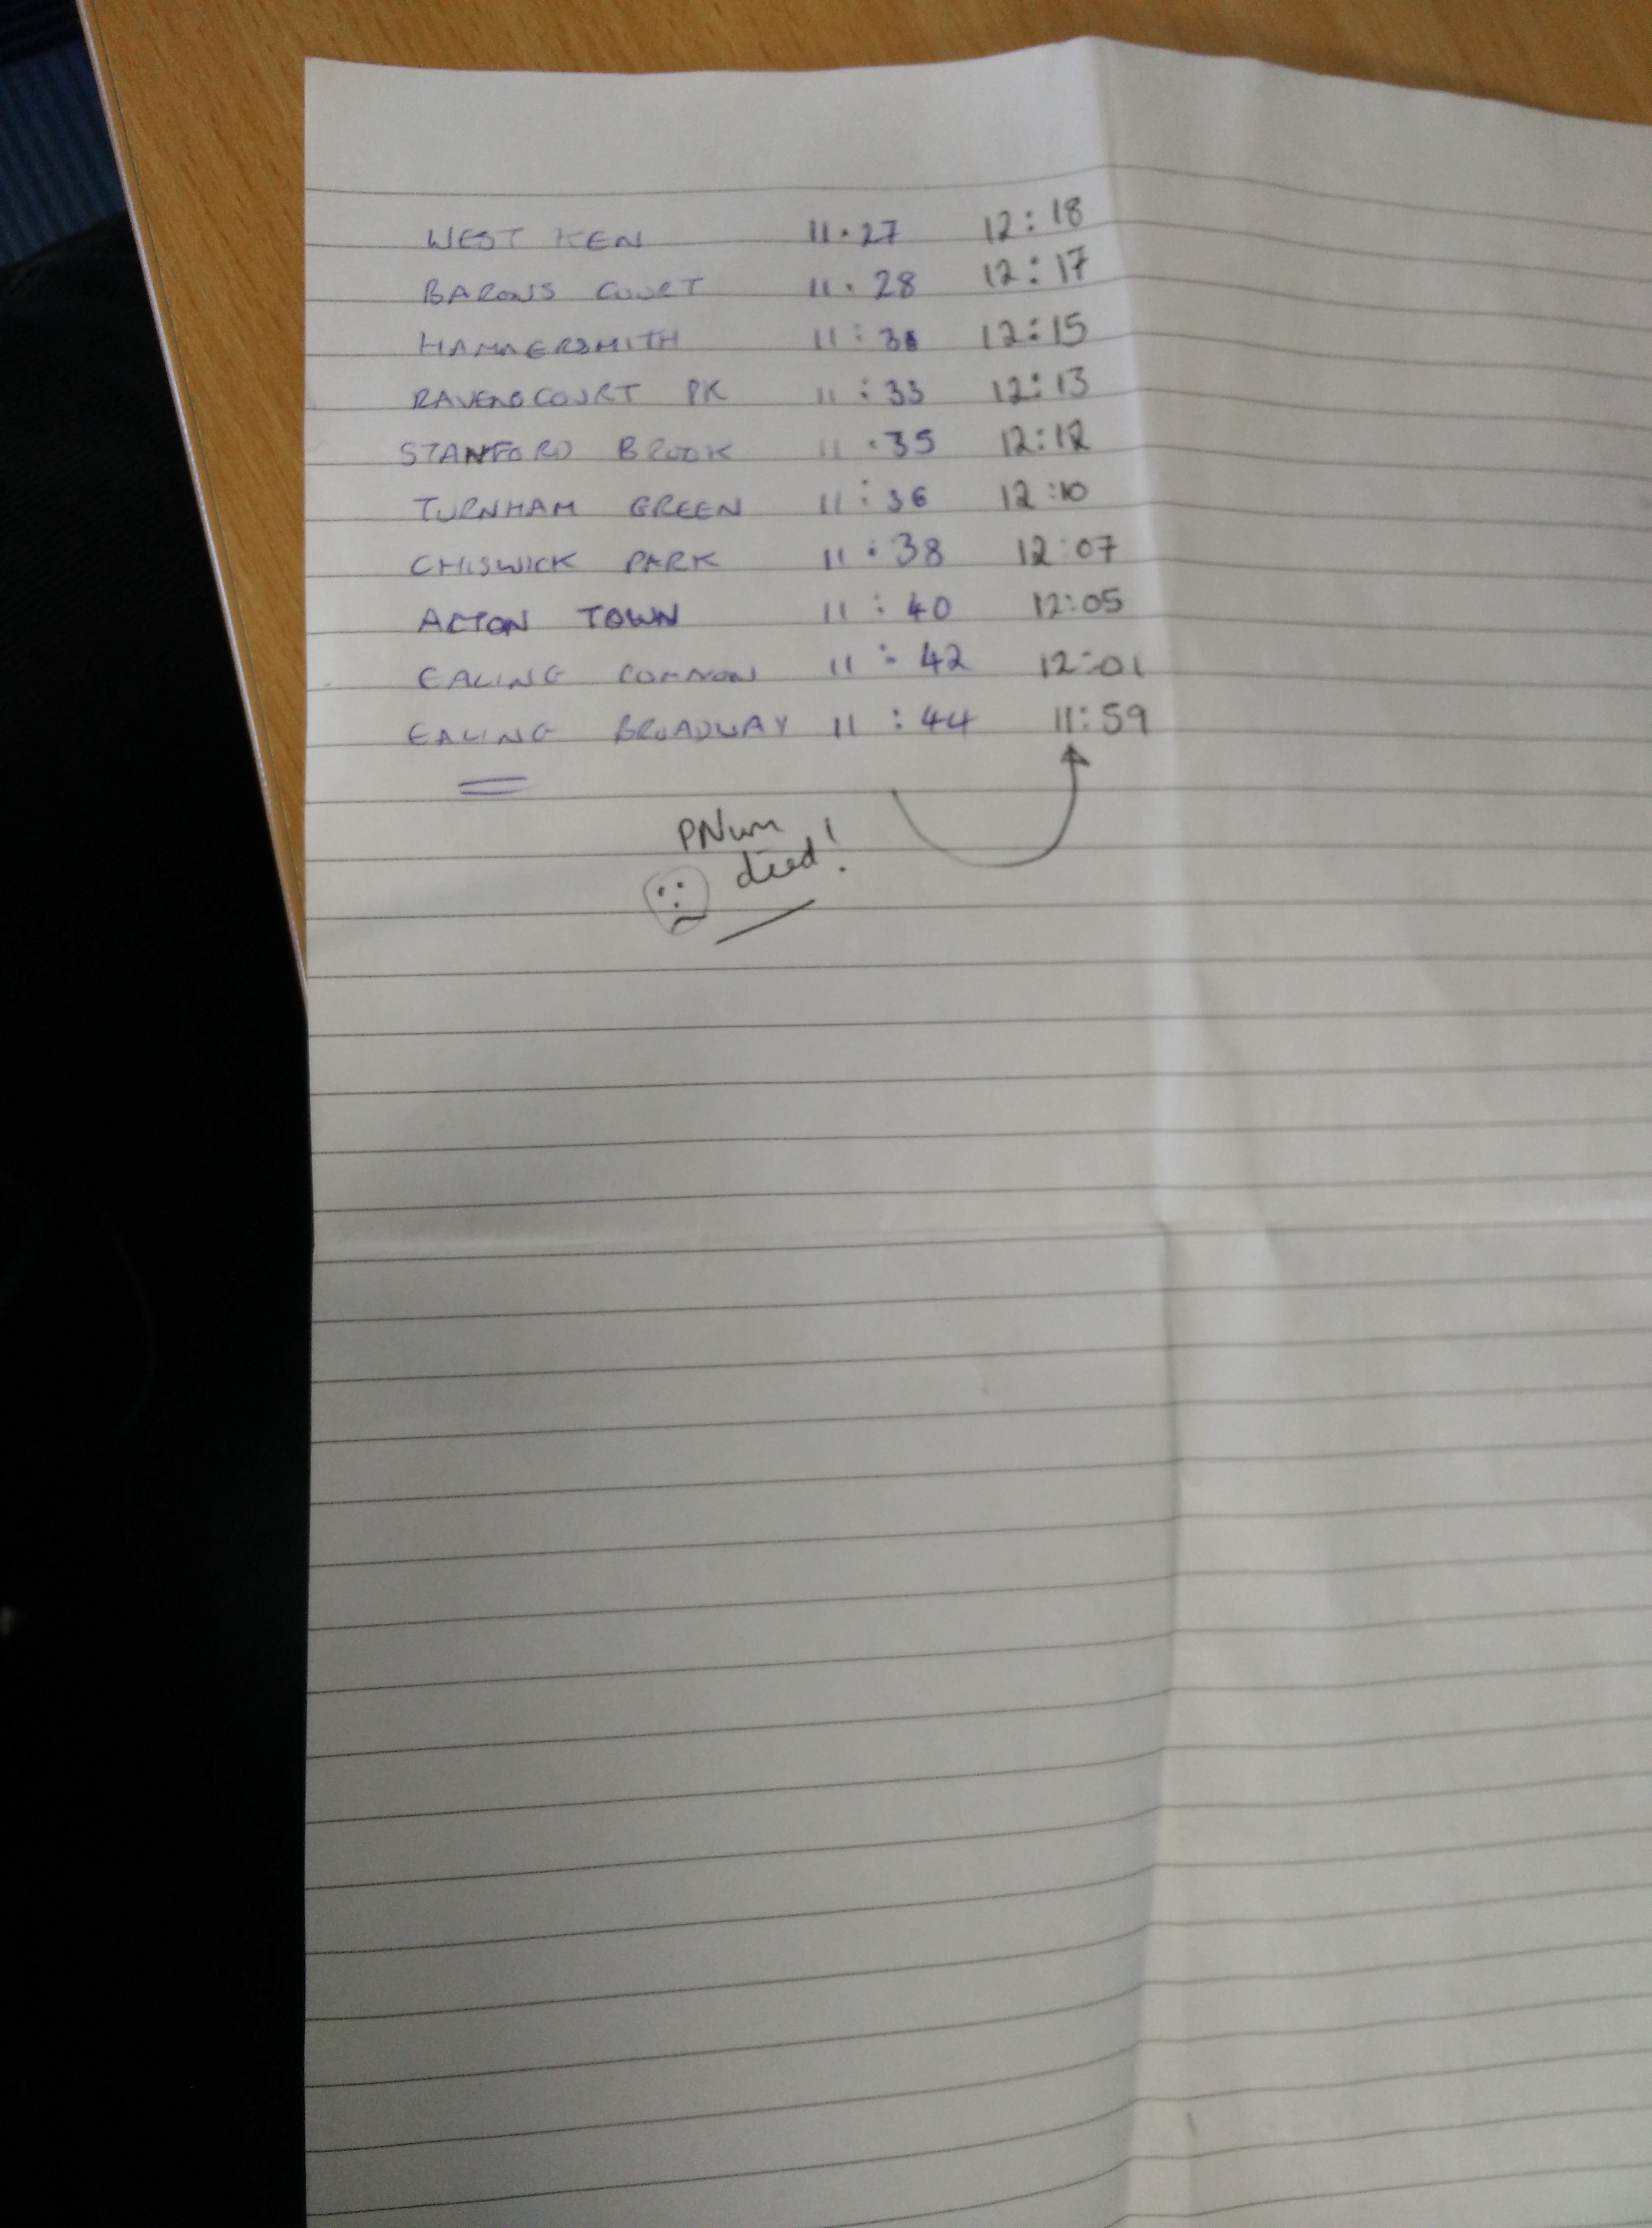 WEST KEN 11.27 12:18
BARONS COURT 11.28 12:17
HAMMERSMITH 11: 12:15
RAVENSCOURT PK 11:33 12:13
STANFORD BROOK 11:35 12:12
TURNHAM GREEN 11:36 12:10
CHISWICK PARK 11:38 12:07
ACTON TOWN 11:40 12:05
EALING COMMON 11:42 12:01
EALING BROADWAY 11:44 11:59
died!